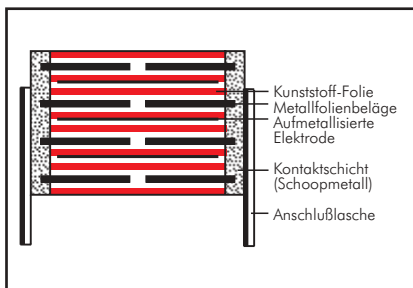 Kunststoff-Folie
Metallfolienbeläge
Aufmetallisierte
Elektrode
Kontaktschicht
(Schoopmetall)
Anschlußlasche